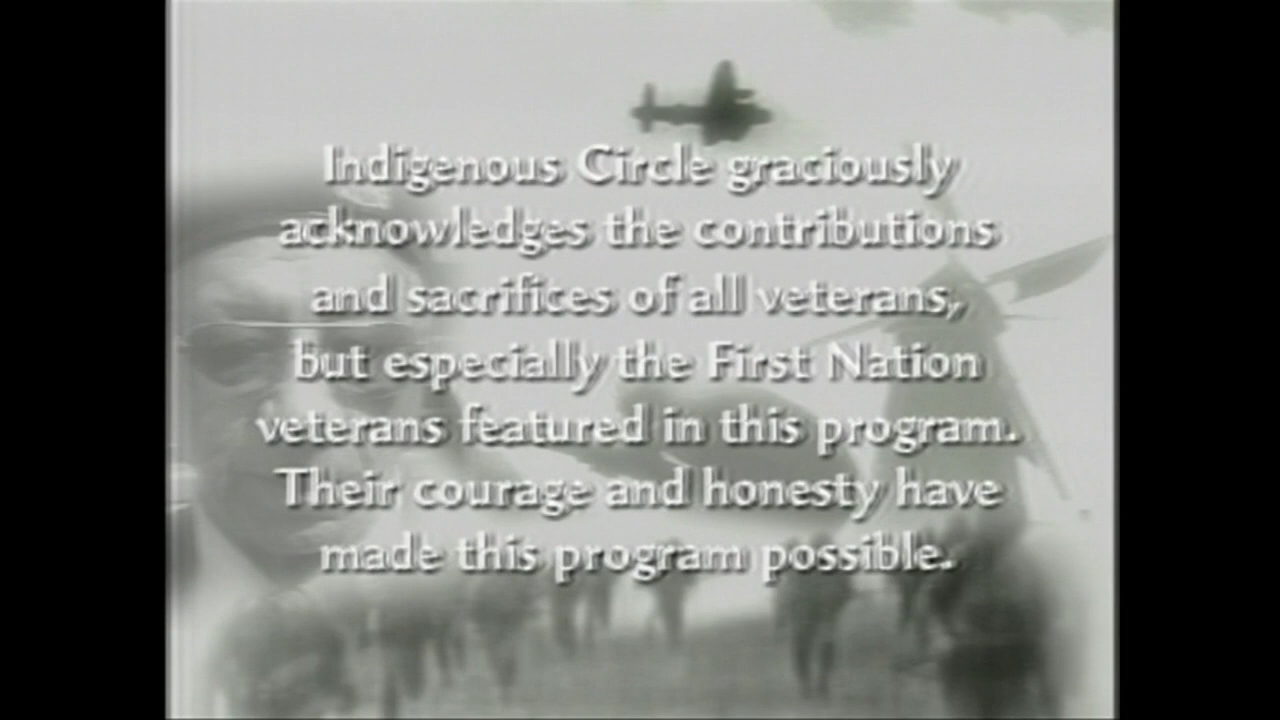 Indigenous Circle graciously
acknowledges the contributions
and sacrifices of all veterans,
but especially the First Nation
veterans featured in this program.
Their courage and honesty have
made this program possible.